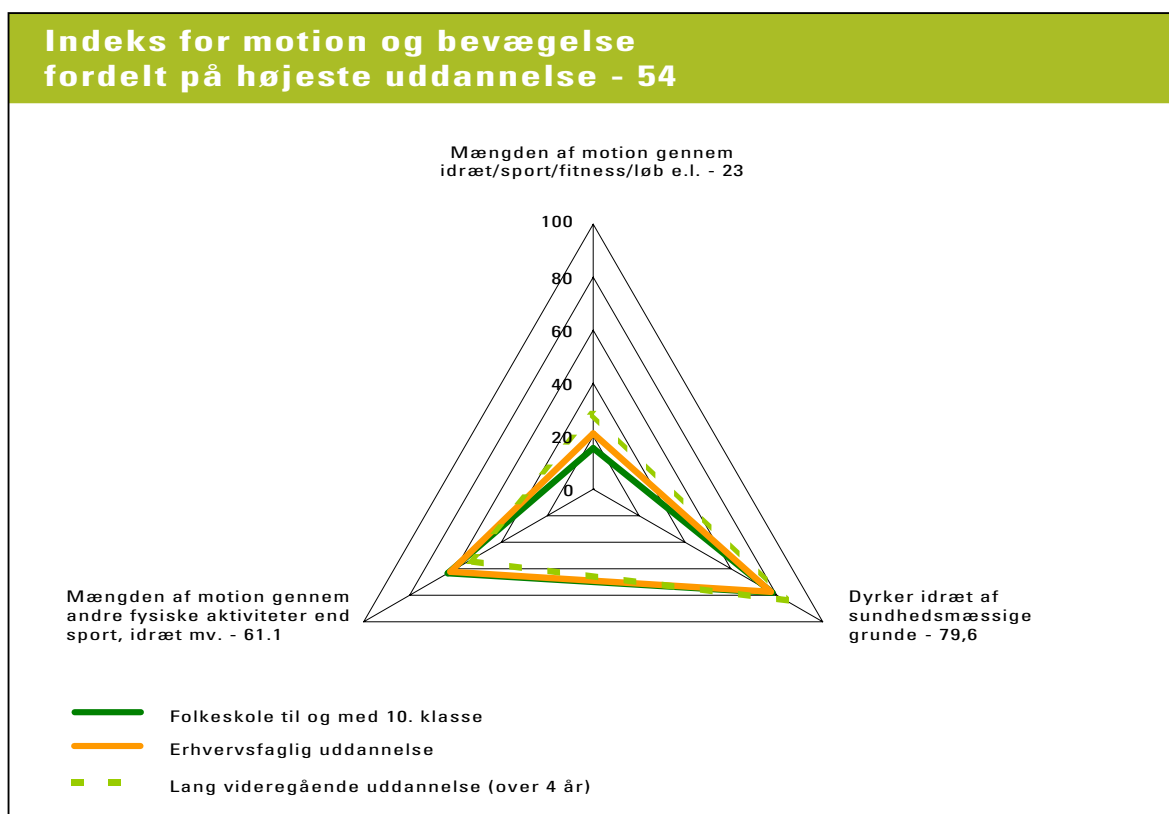 Indeks for motion og bevægelse
fordelt på højeste uddannelse - 54
Mængden af motion gennem
idræt/sport/fitness/løb e.l. - 23
100
80
60
40
20
0
Mængden af motion gennem
andre fysiske aktiviteter end
sport, idræt mv. - 61.1
Dyrker idræt af
sundhedsmæssige
grunde - 79,6
Folkeskole til og med 10. klasse
Erhvervsfaglig uddannelse
Lang videregående uddannelse (over 4 år)